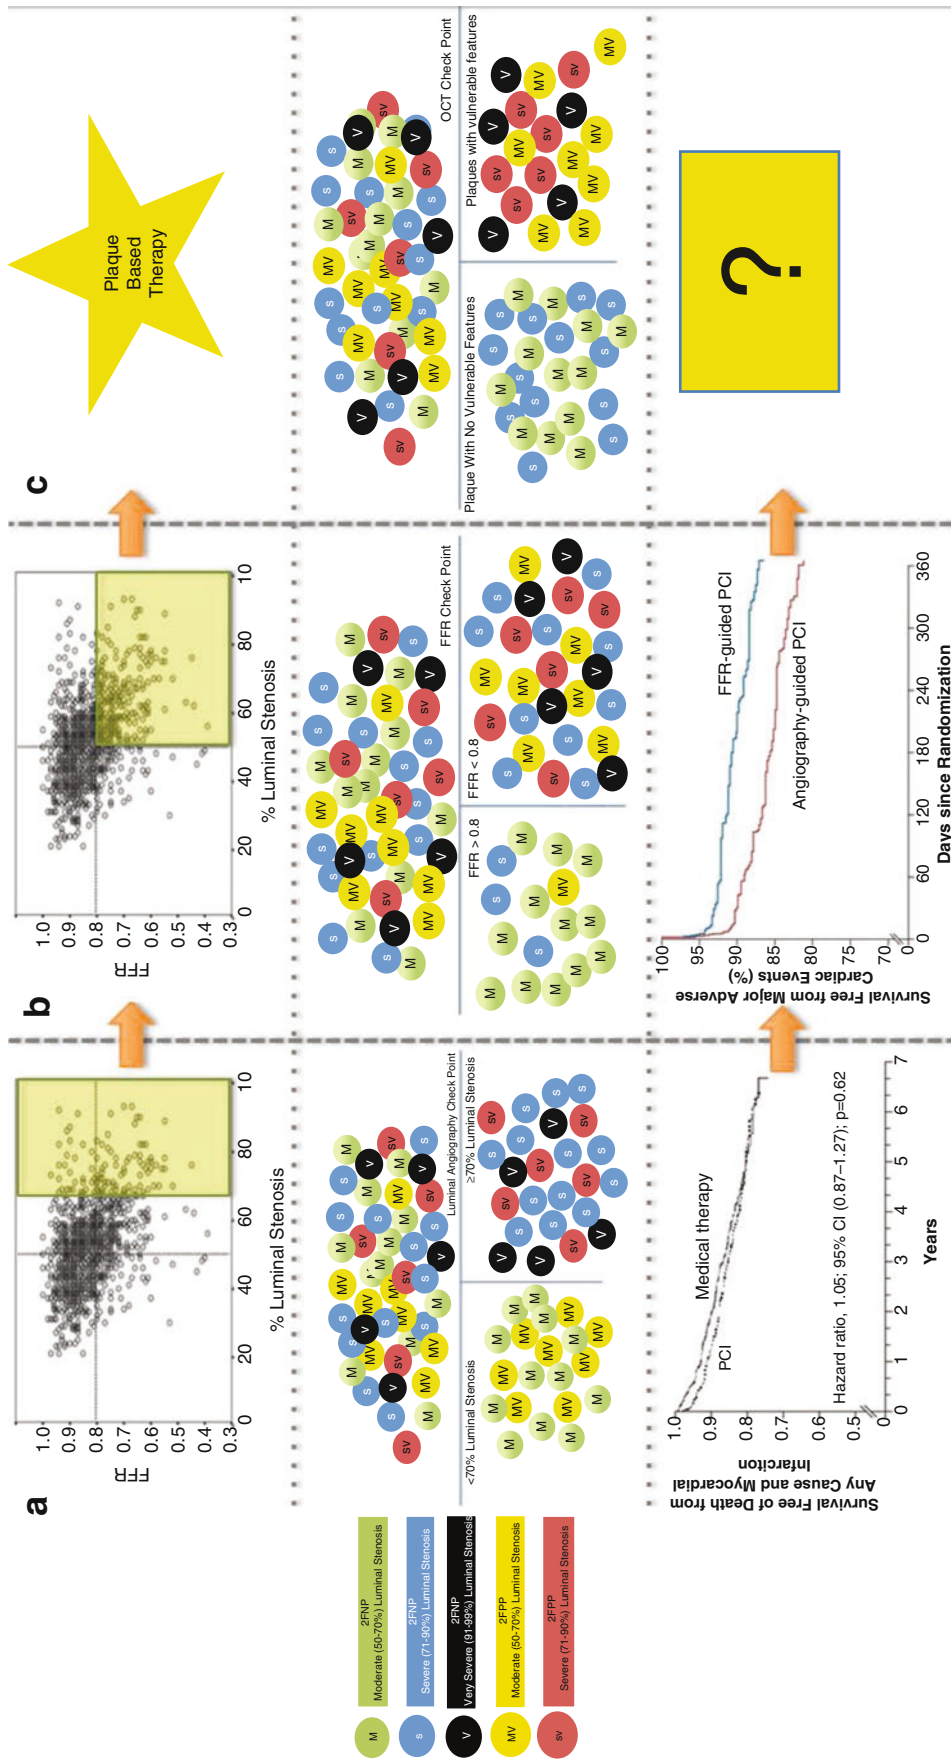 a
FFR
1.0
0.9
0.8
0.7
0.6
0.5
0.4
0.3
0
20
40
60
80
10
% Luminal Stenosis
b
FFR
1.0
0.9
0.8
0.7
0.6
0.5
0.4
0.3
0
20
40
60
80
10
% Luminal Stenosis
c
Plaque
Based
Therapy
M
2FNP
Moderate (50-70%) Luminal Stenosis
S
2FNP
Severe (71-90%) Luminal Stenosis
V
2FNP
Very Severe (91-99%) Luminal Stenosis
MV
2FPP
Moderate (50-70%) Luminal Stenosis
SV
2FPP
Severe (71-90%) Luminal Stenosis
Luminal Angiography Check Point
<70% Luminal Stenosis
≥70% Luminal Stenosis
FFR Check Point
FFR > 0.8
FFR < 0.8
OCT Check Point
Plaque With No Vulnerable Features
Plaques with vulnerable features
Survival Free of Death from
Any Cause and Myocardial
Infarciton
1.0
0.9
0.8
0.7
0.6
0.5
0
Medical therapy
PCI
Hazard ratio, 1.05; 95% CI (0.87–1.27); p=0.62
0
1
2
3
4
5
6
7
Years
Survival Free from Major Adverse
Cardiac Events (%)
100
95
90
85
80
75
70
0
FFR-guided PCI
Angiography-guided PCI
0
60
120
180
240
300
360
Days since Randomization
?